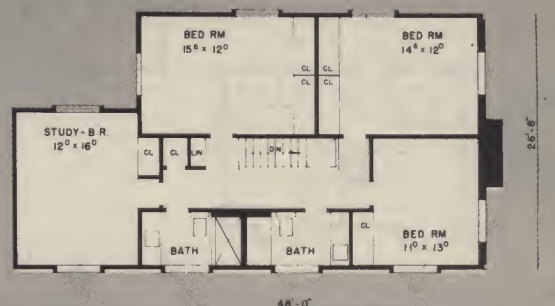 BED RM
15⁶ x 12⁰
BED RM
14⁶ x 12⁰
CL
CL
CL
CL
STUDY-B.R.
12⁰ x 16⁰
CL
CL
LIN
DN.
26'-8"
BATH
BATH
CL
BED RM
11⁰ x 13⁰
48'-0"